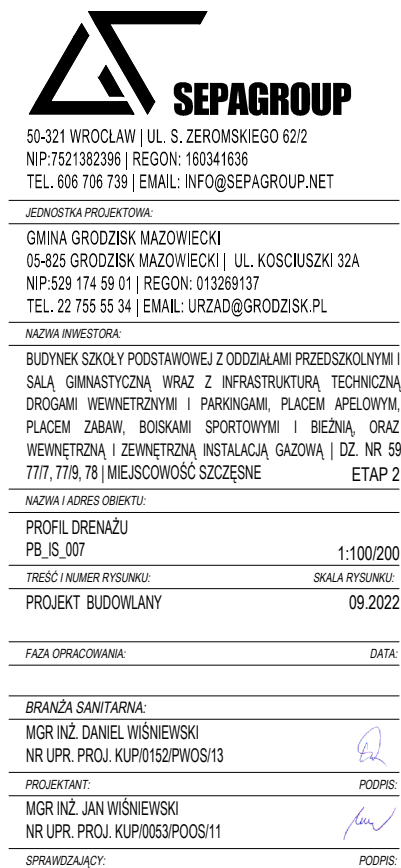 SEPAGROUP
50-321 WROCŁAW | UL. S. ZEROMSKIEGO 62/2
NIP:7521382396 | REGON: 160341636
TEL. 606 706 739 | EMAIL: INFO@SEPAGROUP.NET
JEDNOSTKA PROJEKTOWA:
GMINA GRODZISK MAZOWIECKI
05-825 GRODZISK MAZOWIECKI | UL. KOSCIUSZKI 32A
NIP:529 174 59 01 | REGON: 013269137
TEL. 22 755 55 34 | EMAIL: URZAD@GRODZISK.PL
NAZWA INWESTORA:
BUDYNEK SZKOŁY PODSTAWOWEJ Z ODDZIAŁAMI PRZEDSZKOLNYMI I
SALĄ GIMNASTYCZNĄ WRAZ Z INFRASTRUKTURĄ TECHNICZNĄ
DROGAMI WEWNETRZNYMI I PARKINGAMI, PLACEM APELOWYM,
PLACEM ZABAW, BOISKAMI SPORTOWYMI I BIEŻNIĄ, ORAZ
WEWNĘTRZNĄ I ZEWNĘTRZNĄ INSTALACJĄ GAZOWĄ | DZ. NR 59
77/7, 77/9, 78 | MIEJSCOWOŚĆ SZCZĘSNE ETAP 2
NAZWA I ADRES OBIEKTU:
PROFIL DRENAŻU
PB_IS_007 1:100/200
TREŚĆ I NUMER RYSUNKU: SKALA RYSUNKU:
PROJEKT BUDOWLANY 09.2022
FAZA OPRACOWANIA: DATA:
BRANŻA SANITARNA:
MGR INŻ. DANIEL WIŚNIEWSKI
NR UPR. PROJ. KUP/0152/PWOS/13
PROJEKTANT: PODPIS:
MGR INŻ. JAN WIŚNIEWSKI
NR UPR. PROJ. KUP/0053/POOS/11
SPRAWDZAJĄCY: PODPIS: